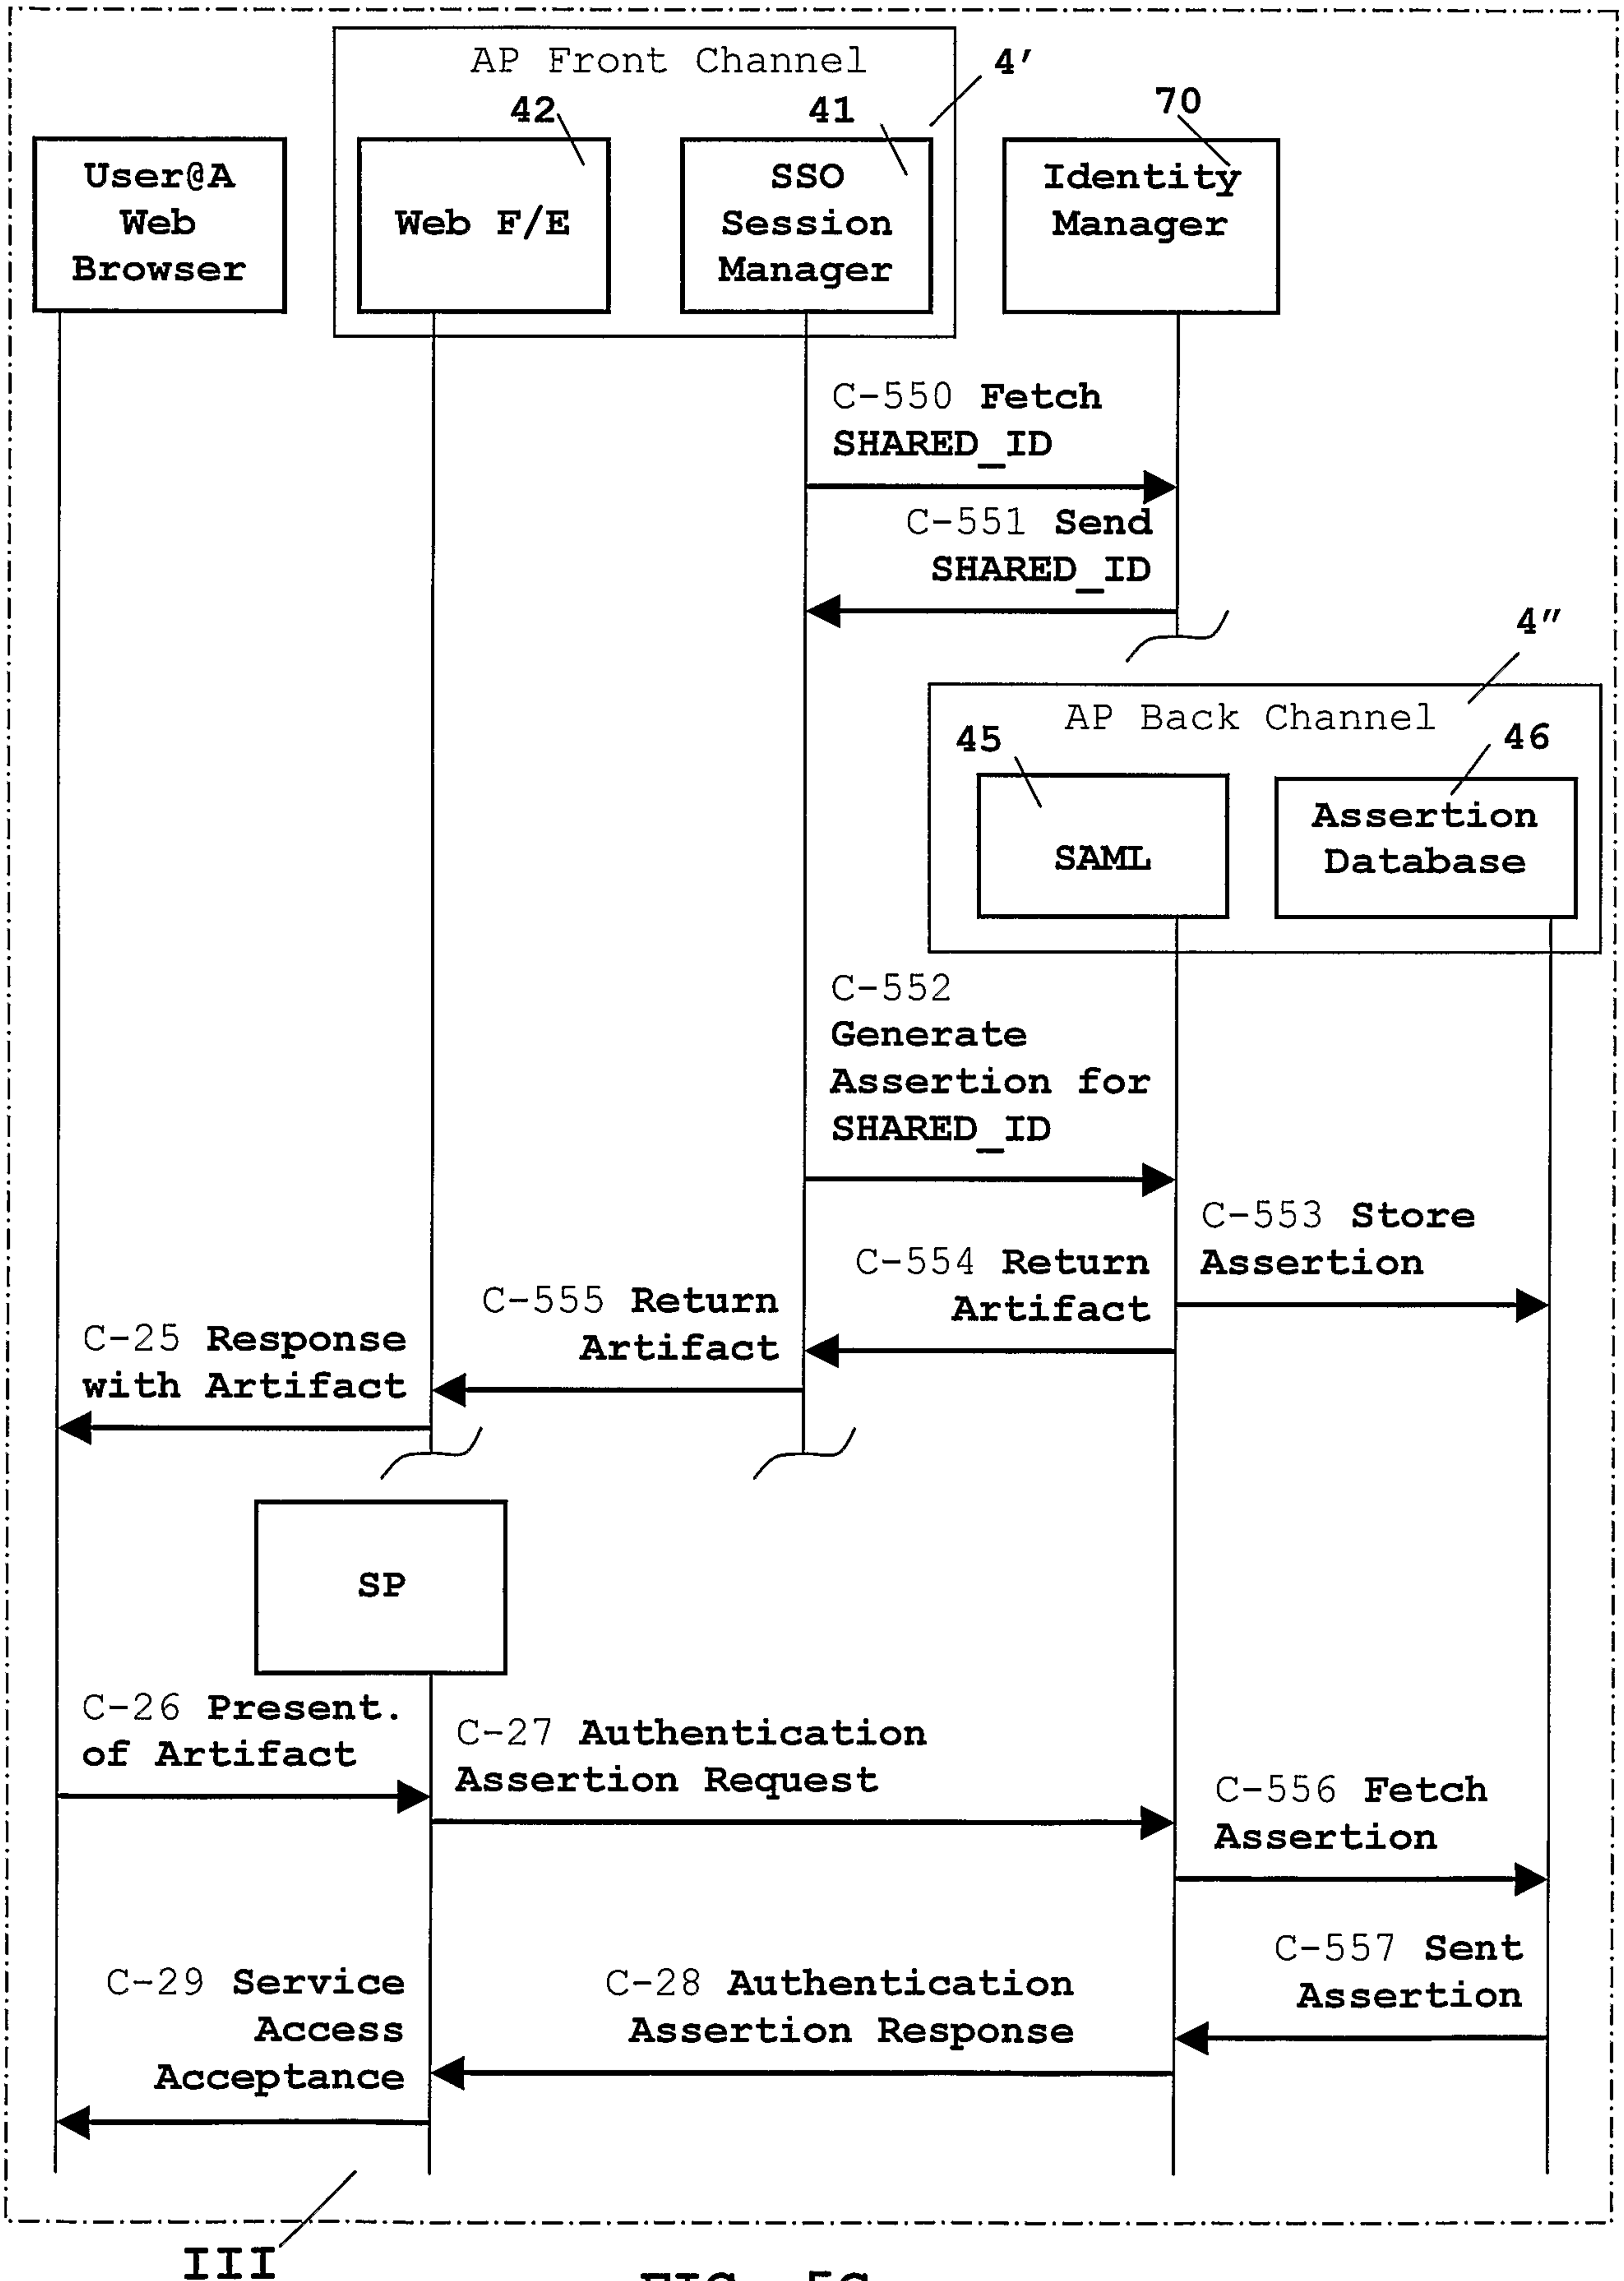 AP Front Channel
4'
42
41
70
User@A
Web
Browser
Web F/E
SSO
Session
Manager
Identity
Manager
C-550 Fetch
SHARED_ID
C-551 Send
SHARED_ID
4"
AP Back Channel
45
46
SAML
Assertion
Database
C-552
Generate
Assertion for
SHARED_ID
C-553 Store
Assertion
C-554 Return
Artifact
C-555 Return
Artifact
C-25 Response
with Artifact
SP
C-26 Present.
of Artifact
C-27 Authentication
Assertion Request
C-556 Fetch
Assertion
C-557 Sent
Assertion
C-28 Authentication
Assertion Response
C-29 Service
Access
Acceptance
III